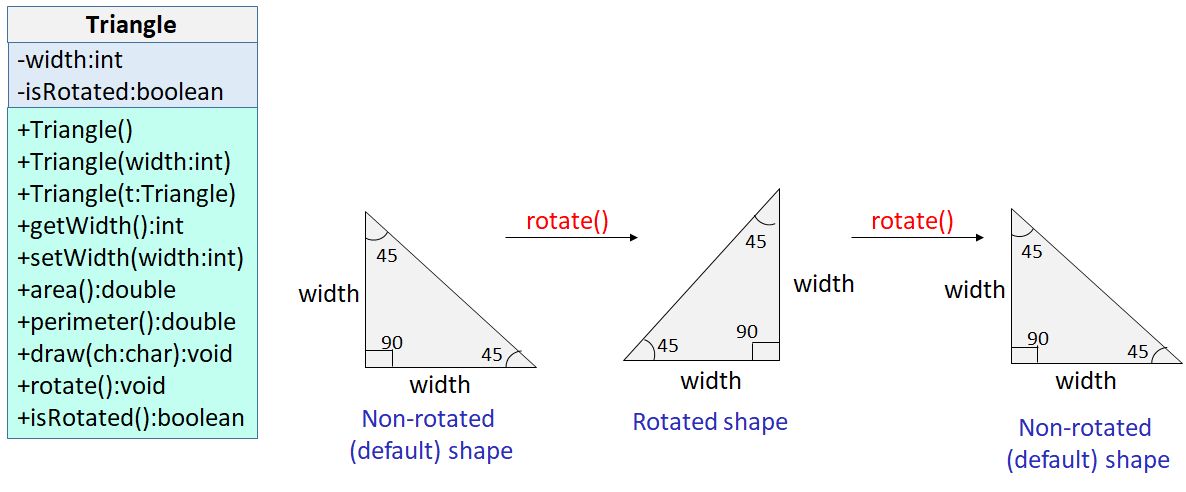 Triangle
-width:int
-isRotated:boolean
+Triangle()
+Triangle(width:int)
+Triangle(t:Triangle)
+getWidth():int
+setWidth(width:int)
+area():double
+perimeter():double
+draw(ch:char):void
+rotate():void
+isRotated():boolean
45
width
90
45
width
Non-rotated
(default) shape
rotate()
45
width
90
45
width
Rotated shape
rotate()
45
width
90
45
width
Non-rotated
(default) shape